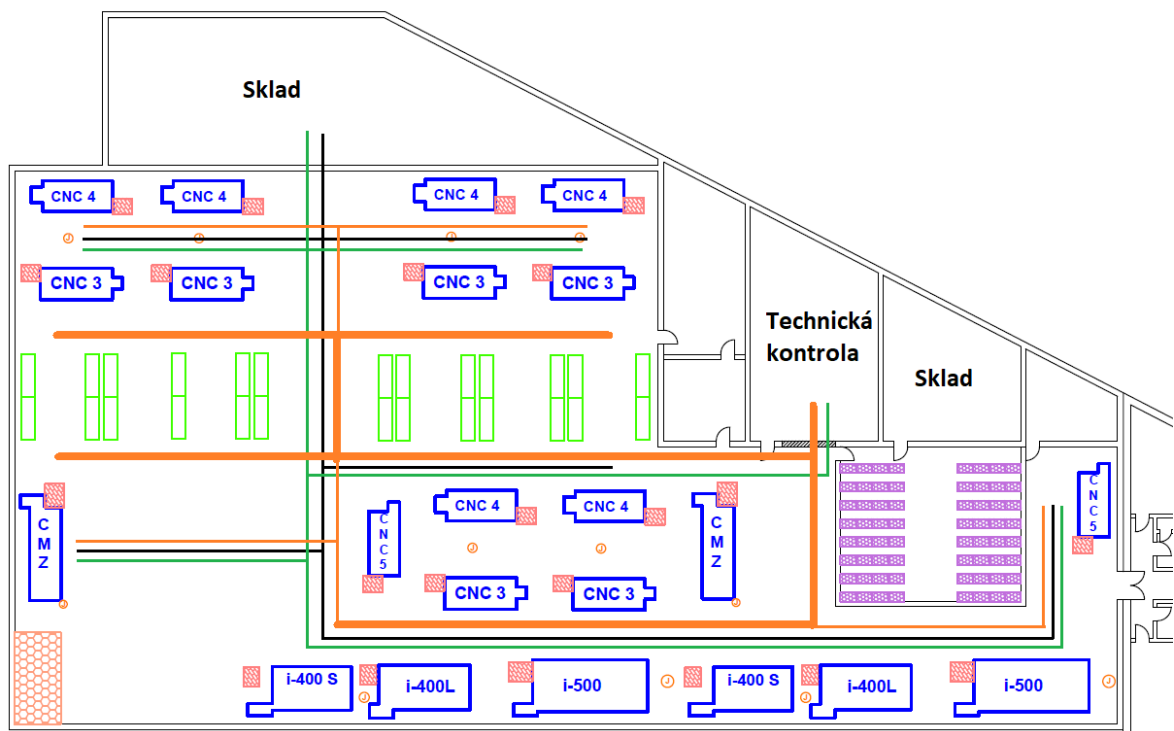 Sklad
CNC 4
CNC 4
CNC 4
CNC 4
CNC 3
CNC 3
CNC 3
CNC 3
Technická
kontrola
Sklad
CMZ
CNC5
CNC 4
CNC 4
CMZ
CNC5
CNC 3
CNC 3
i-400 S
i-400L
i-500
i-400 S
i-400L
i-500